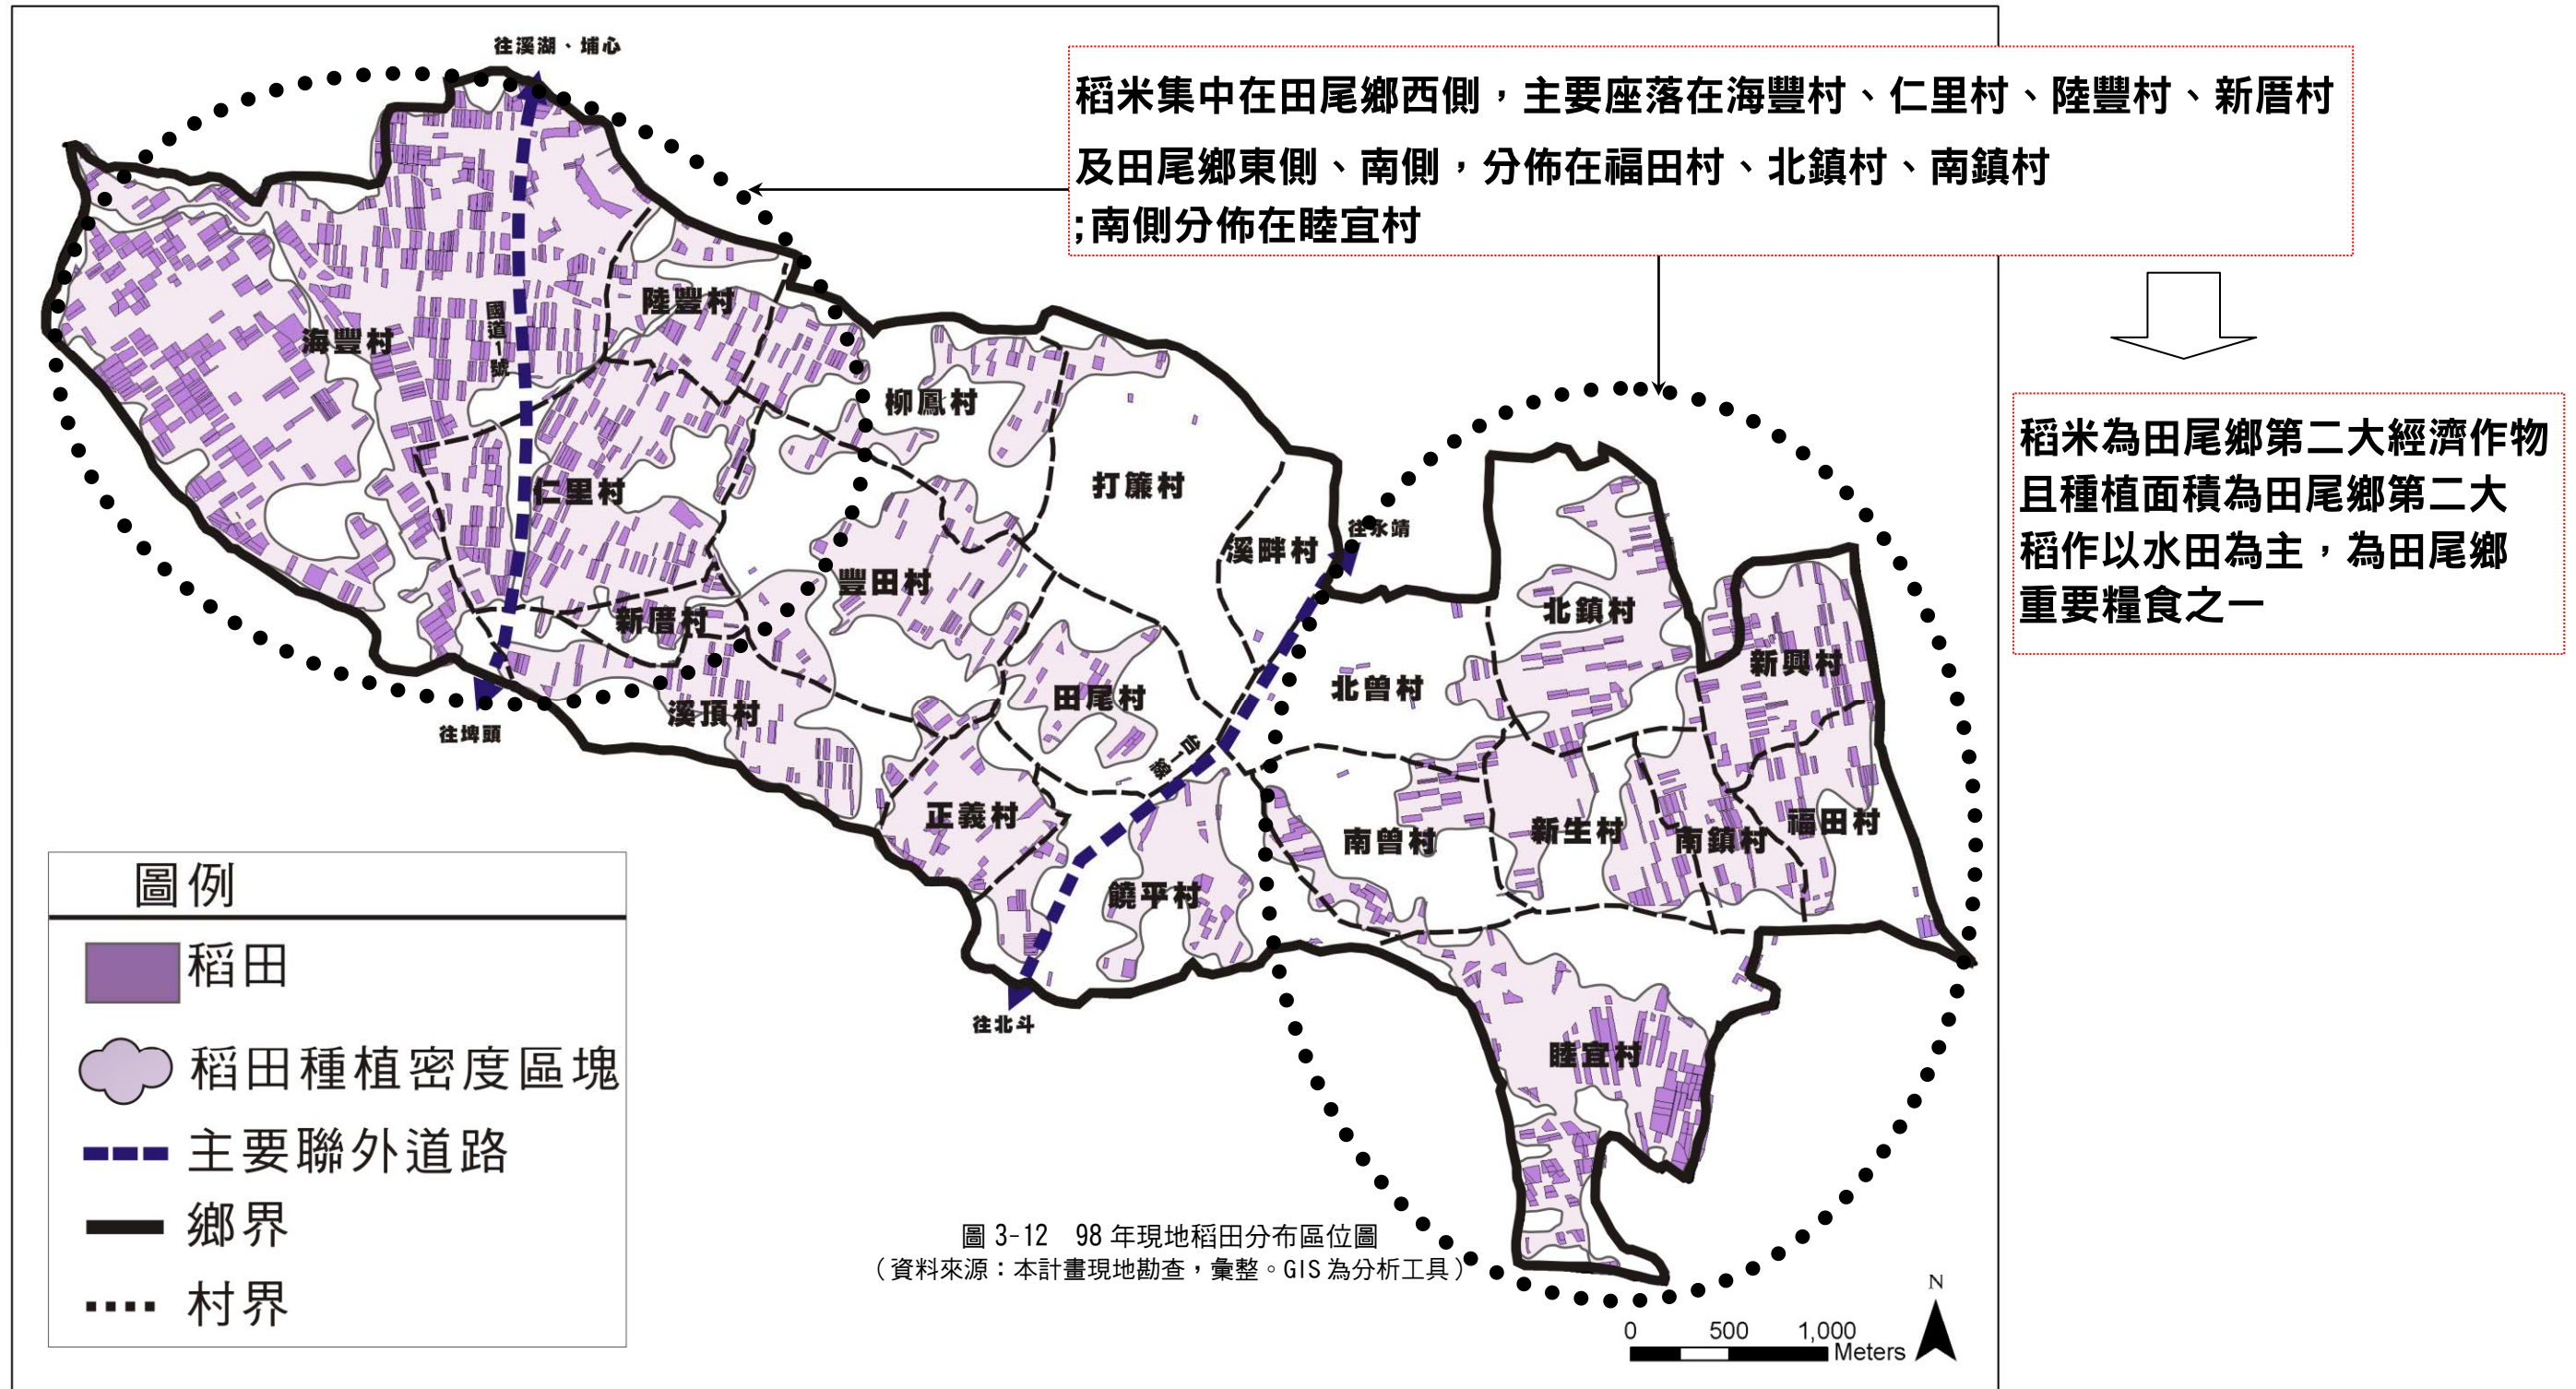 往溪湖、埔心
稻米集中在田尾鄉西側，主要座落在海豐村、仁里村、陸豐村、新厝村
及田尾鄉東側、南側，分佈在福田村、北鎮村、南鎮村
;南側分佈在睦宜村
稻米為田尾鄉第二大經濟作物
且種植面積為田尾鄉第二大
稻作以水田為主，為田尾鄉
重要糧食之一
陸豐村
國道1號
海豐村
柳鳳村
打簾村
仁里村
往永靖
溪畔村
豐田村
北鎮村
新厝村
新興村
北曾村
田尾村
溪頂村
往埤頭
台一線
正義村
南曾村
新生村
南鎮村
福田村
饒平村
往北斗
睦宜村
圖例
稻田
稻田種植密度區塊
主要聯外道路
鄉界
村界
圖 3-12 98 年現地稻田分布區位圖
（資料來源：本計畫現地勘查，彙整。GIS 為分析工具）
N
0 500 1,000
Meters